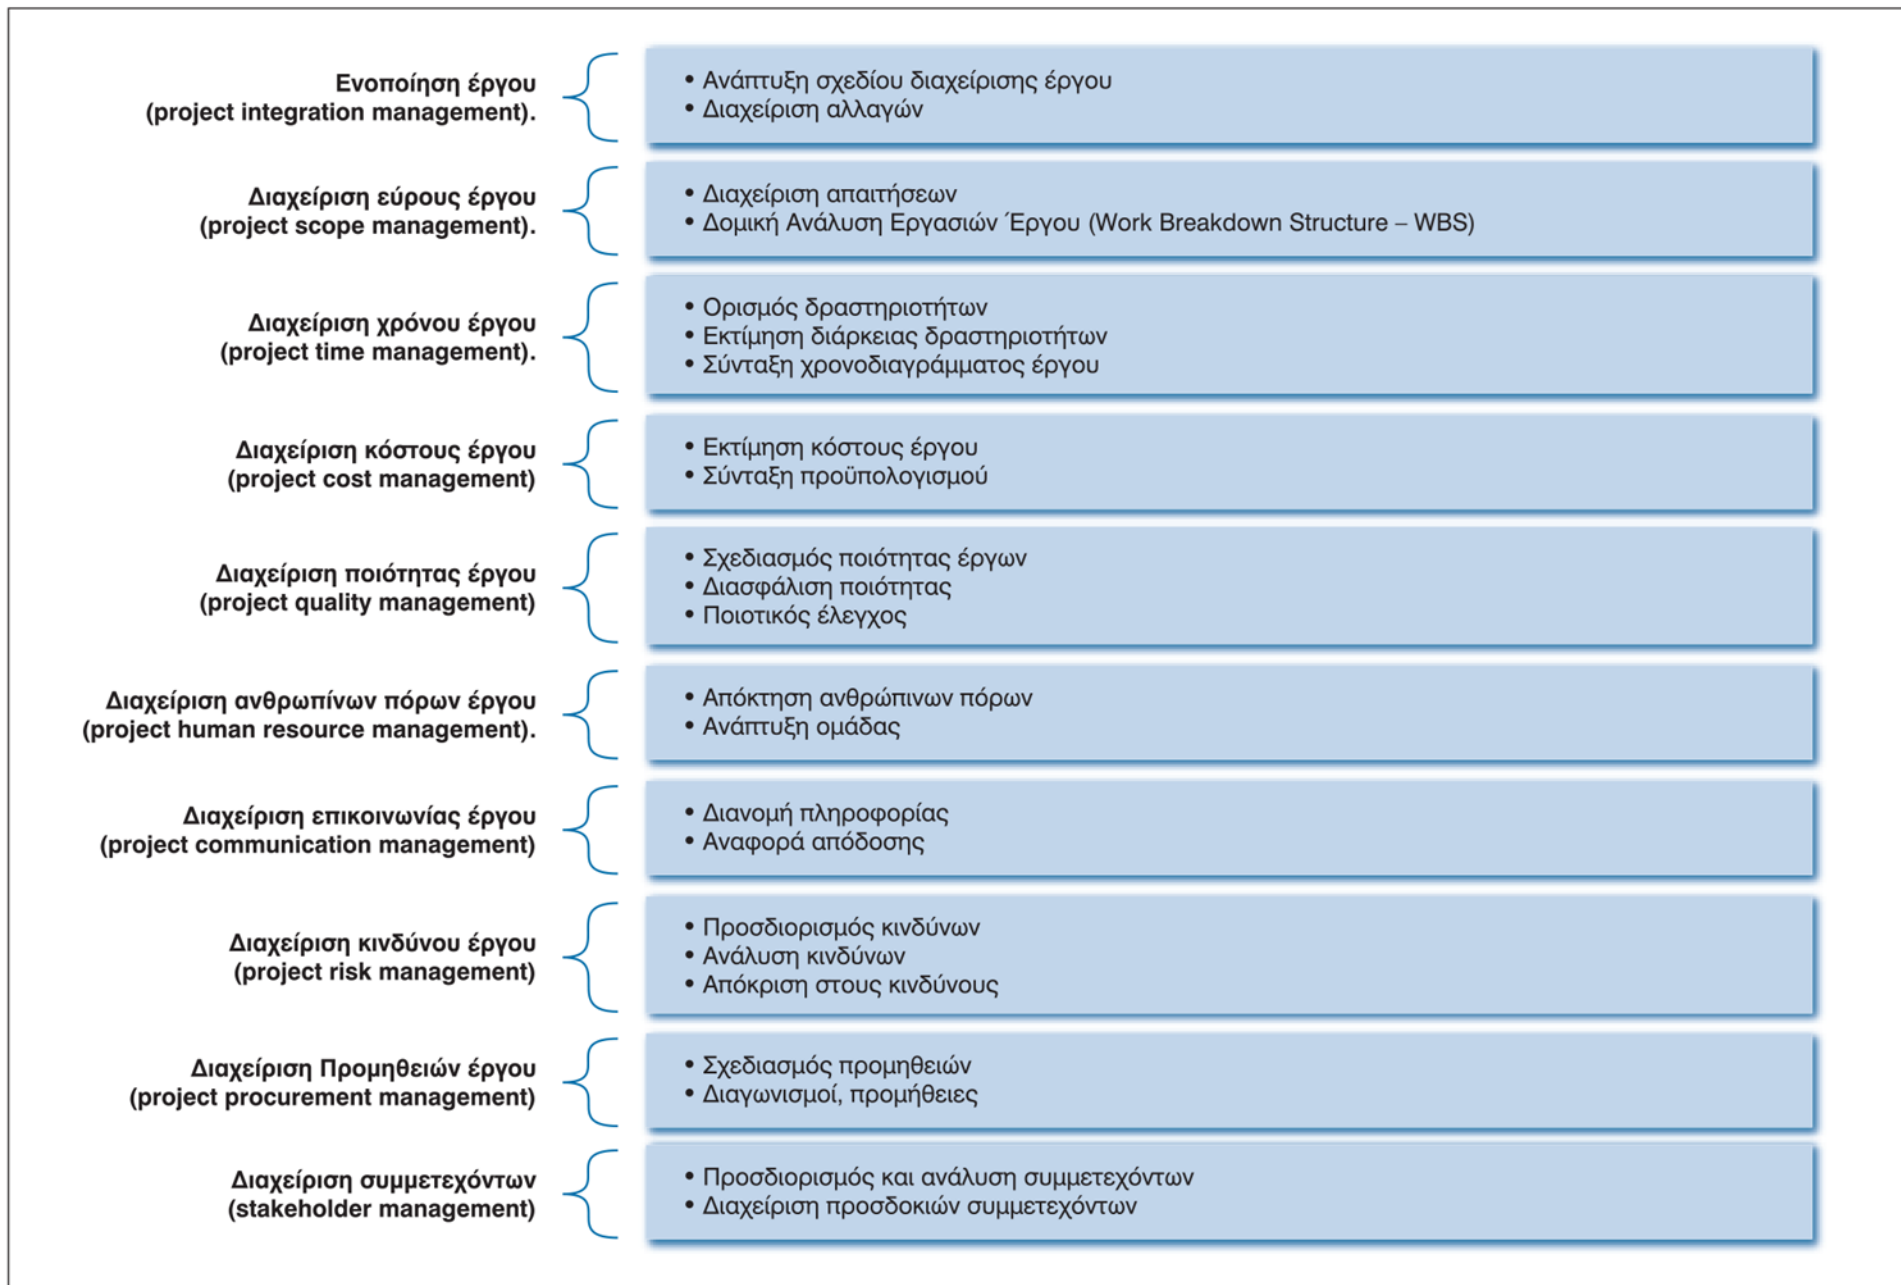 Ενοποίηση έργου
(project integration management).
• Ανάπτυξη σχεδίου διαχείρισης έργου
• Διαχείριση αλλαγών
Διαχείριση εύρους έργου
(project scope management).
• Διαχείριση απαιτήσεων
• Δομική Ανάλυση Εργασιών Έργου (Work Breakdown Structure – WBS)
Διαχείριση χρόνου έργου
(project time management).
• Ορισμός δραστηριοτήτων
• Εκτίμηση διάρκειας δραστηριοτήτων
• Σύνταξη χρονοδιαγράμματος έργου
Διαχείριση κόστους έργου
(project cost management)
• Εκτίμηση κόστους έργου
• Σύνταξη προϋπολογισμού
Διαχείριση ποιότητας έργου
(project quality management)
• Σχεδιασμός ποιότητας έργων
• Διασφάλιση ποιότητας
• Ποιοτικός έλεγχος
Διαχείριση ανθρωπίνων πόρων έργου
(project human resource management).
• Απόκτηση ανθρώπινων πόρων
• Ανάπτυξη ομάδας
Διαχείριση επικοινωνίας έργου
(project communication management)
• Διανομή πληροφορίας
• Αναφορά απόδοσης
Διαχείριση κινδύνου έργου
(project risk management)
• Προσδιορισμός κινδύνων
• Ανάλυση κινδύνων
• Απόκριση στους κινδύνους
Διαχείριση Προμηθειών έργου
(project procurement management)
• Σχεδιασμός προμηθειών
• Διαγωνισμοί, προμήθειες
Διαχείριση συμμετεχόντων
(stakeholder management)
• Προσδιορισμός και ανάλυση συμμετεχόντων
• Διαχείριση προσδοκιών συμμετεχόντων